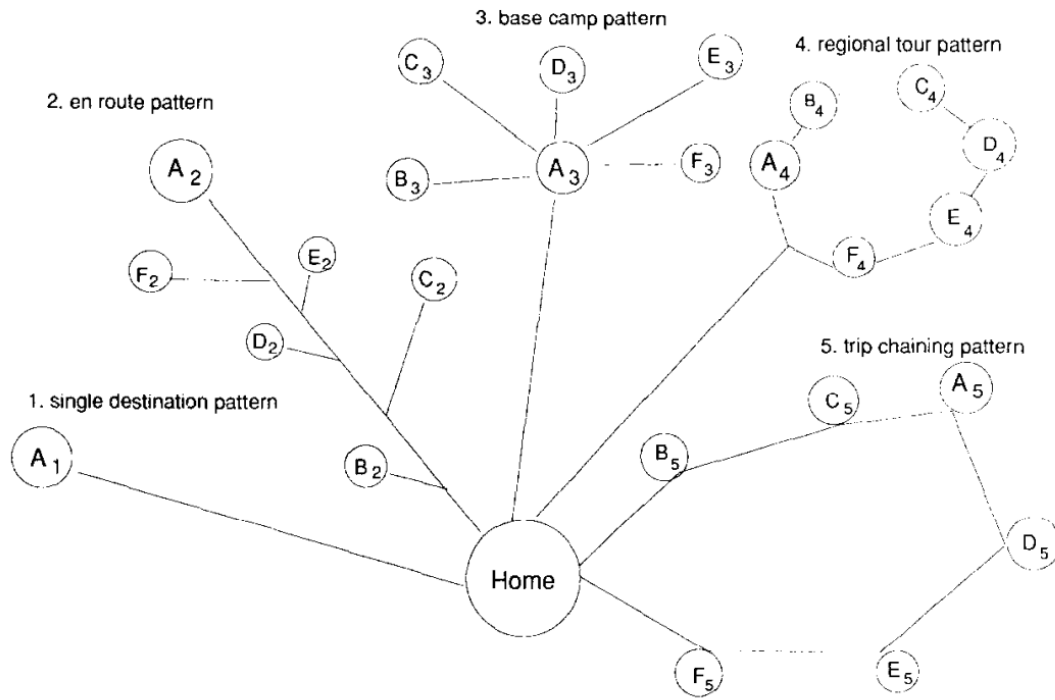 3. base camp pattern
4. regional tour pattern
C3
D3
E3
B4
C4
2. en route pattern
A2
B3
A3
F3
A4
D4
E4
F2
E2
C2
F4
D2
5. trip chaining pattern
1. single destination pattern
C5
A5
A1
B2
B5
D5
Home
F5
E5